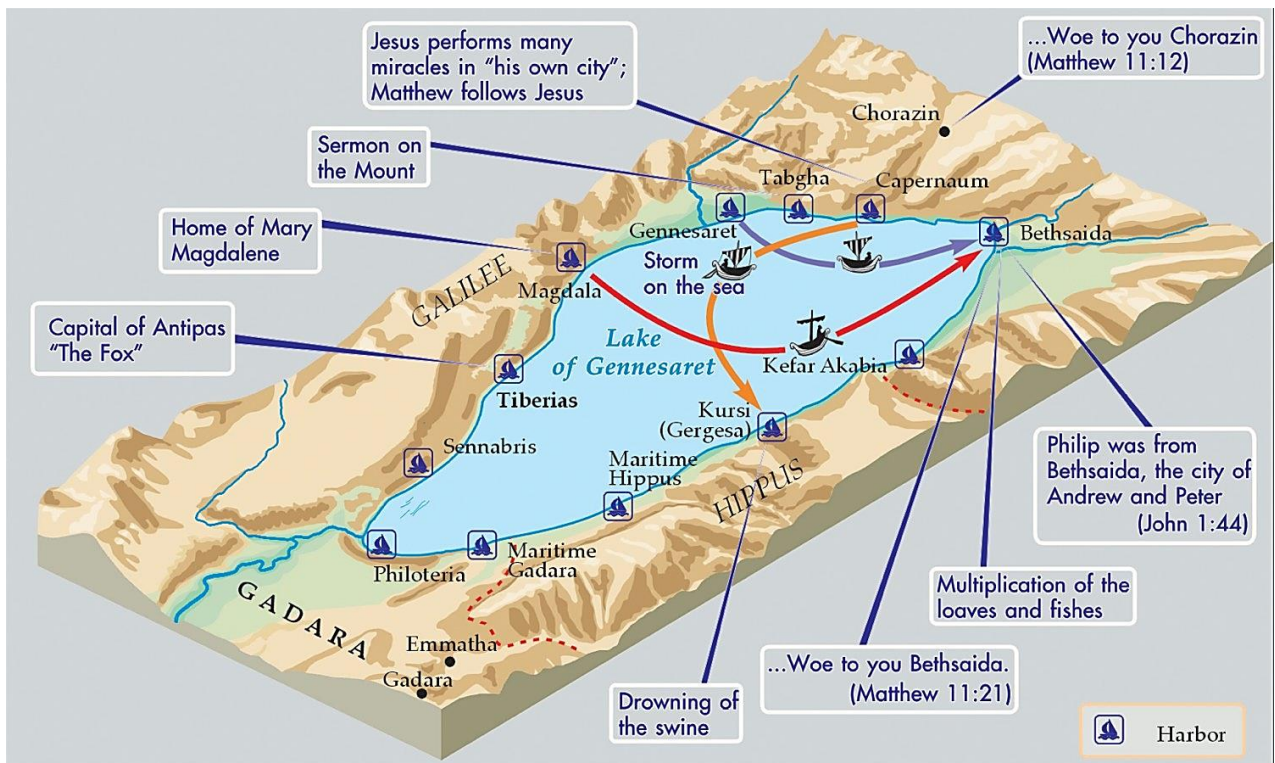 Jesus performs many
miracles in “his own city”;
Matthew follows Jesus
...Woe to you Chorazin
(Matthew 11:12)
Chorazin
Sermon on
the Mount
Tabgha
Capernaum
Home of Mary
Magdalene
Gennesaret
Bethsaida
Storm
on the sea
GALILEE
Magdala
Capital of Antipas
“The Fox”
Lake
of Gennesaret
Kefar Akabia
Tiberias
Kursi
(Gergesa)
Sennabris
Maritime
Hippus
HIPPUS
Philip was from
Bethsaida, the city of
Andrew and Peter
(John 1:44)
Philoteria
Maritime
Gadara
GADARA
Multiplication of the
loaves and fishes
Emmatha
Gadara
...Woe to you Bethsaida.
(Matthew 11:21)
Drowning of
the swine
Harbor